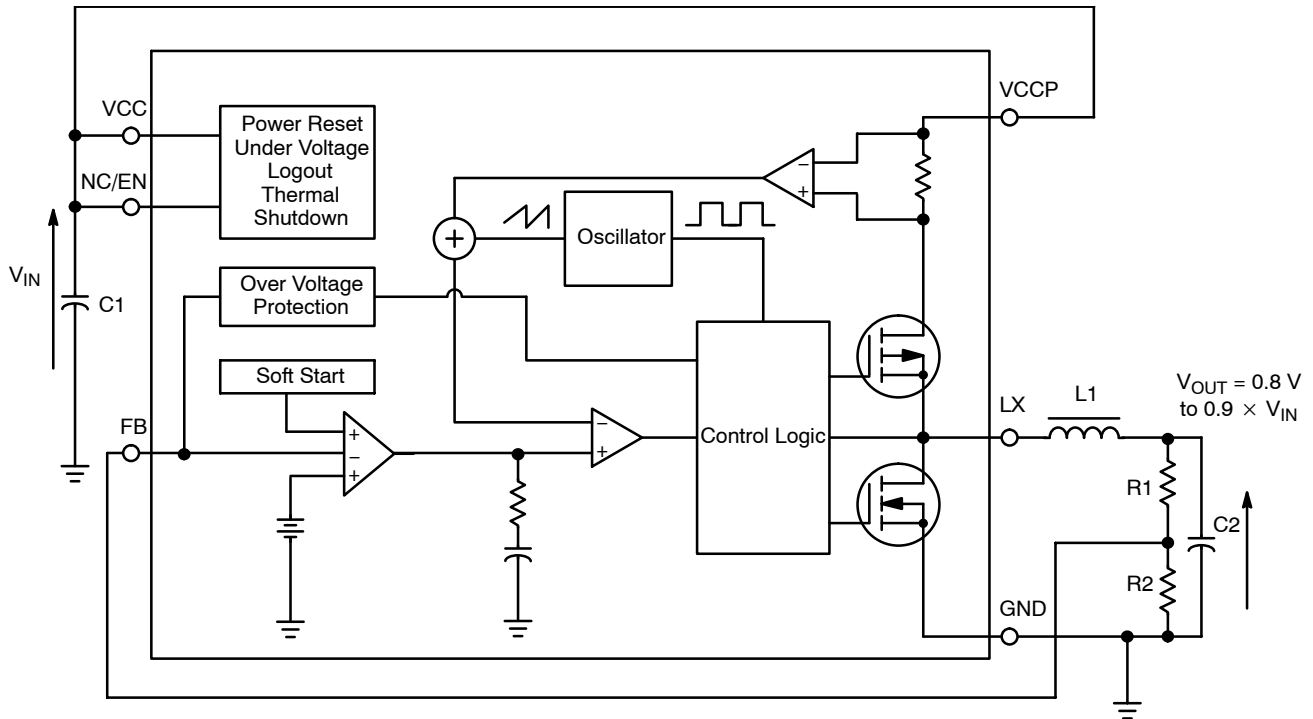 VCC
VCCP
Power Reset
Under Voltage
Logout
Thermal
Shutdown
NC/EN
−
+
+
Oscillator
VIN
C1
Over Voltage
Protection
Soft Start
FB
+
−
+
−
+
Control Logic
LX
L1
VOUT = 0.8 V
to 0.9 × VIN
R1
C2
R2
GND